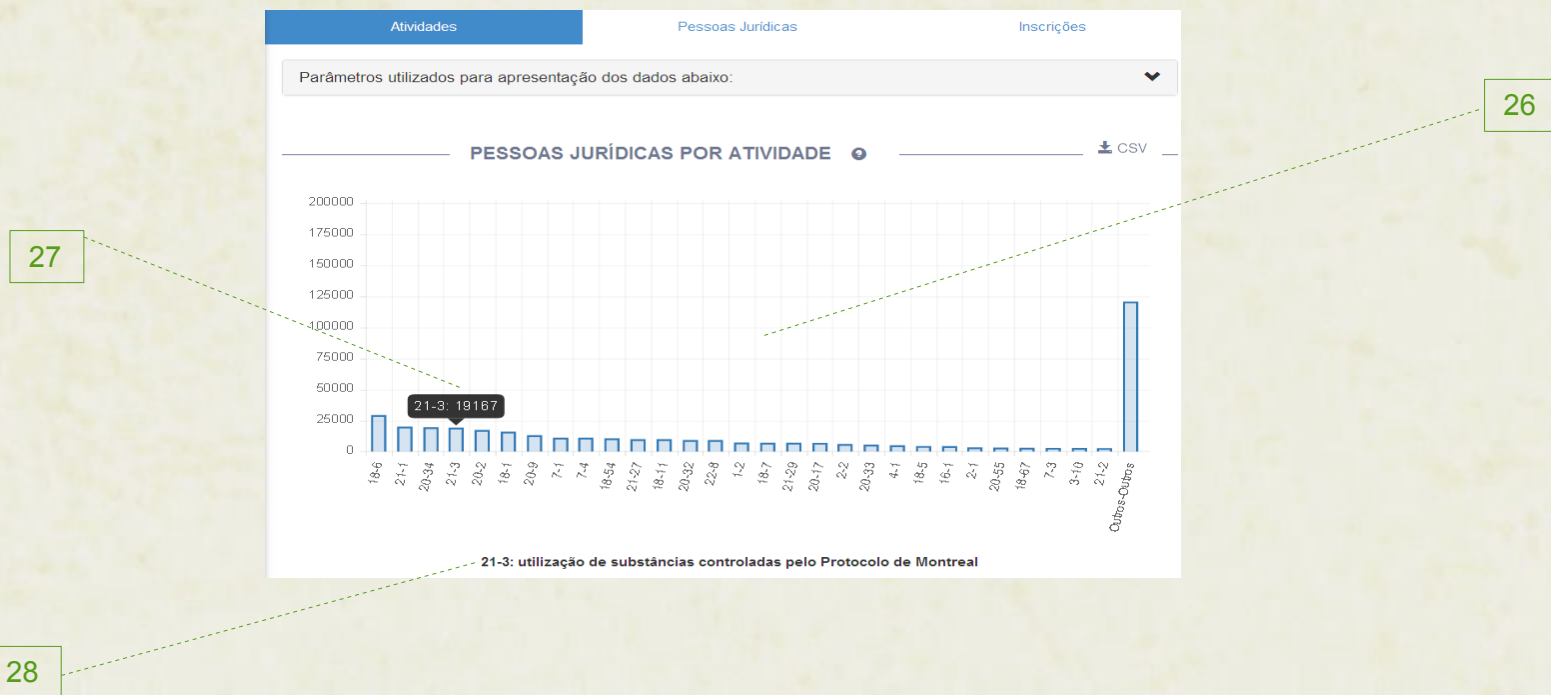 Atividades Pessoas Jurídicas Inscrições
Parâmetros utilizados para apresentação dos dados abaixo:
26
PESSOAS JURÍDICAS POR ATIVIDADE
CSV
200000
175000
27
150000
125000
100000
75000
50000
21-3: 19167
25000
0
18-6 21-1 20-34 21-3 20-2 18-1 20-9 7-1 7-4 18-54 21-27 18-11 20-32 22-8 1-2 18-7 21-29 20-17 2-2 20-33 4-1 18-5 16-1 2-1 20-55 18-67 7-3 3-10 21-2 Outros-Outros
21-3: utilização de substâncias controladas pelo Protocolo de Montreal
28